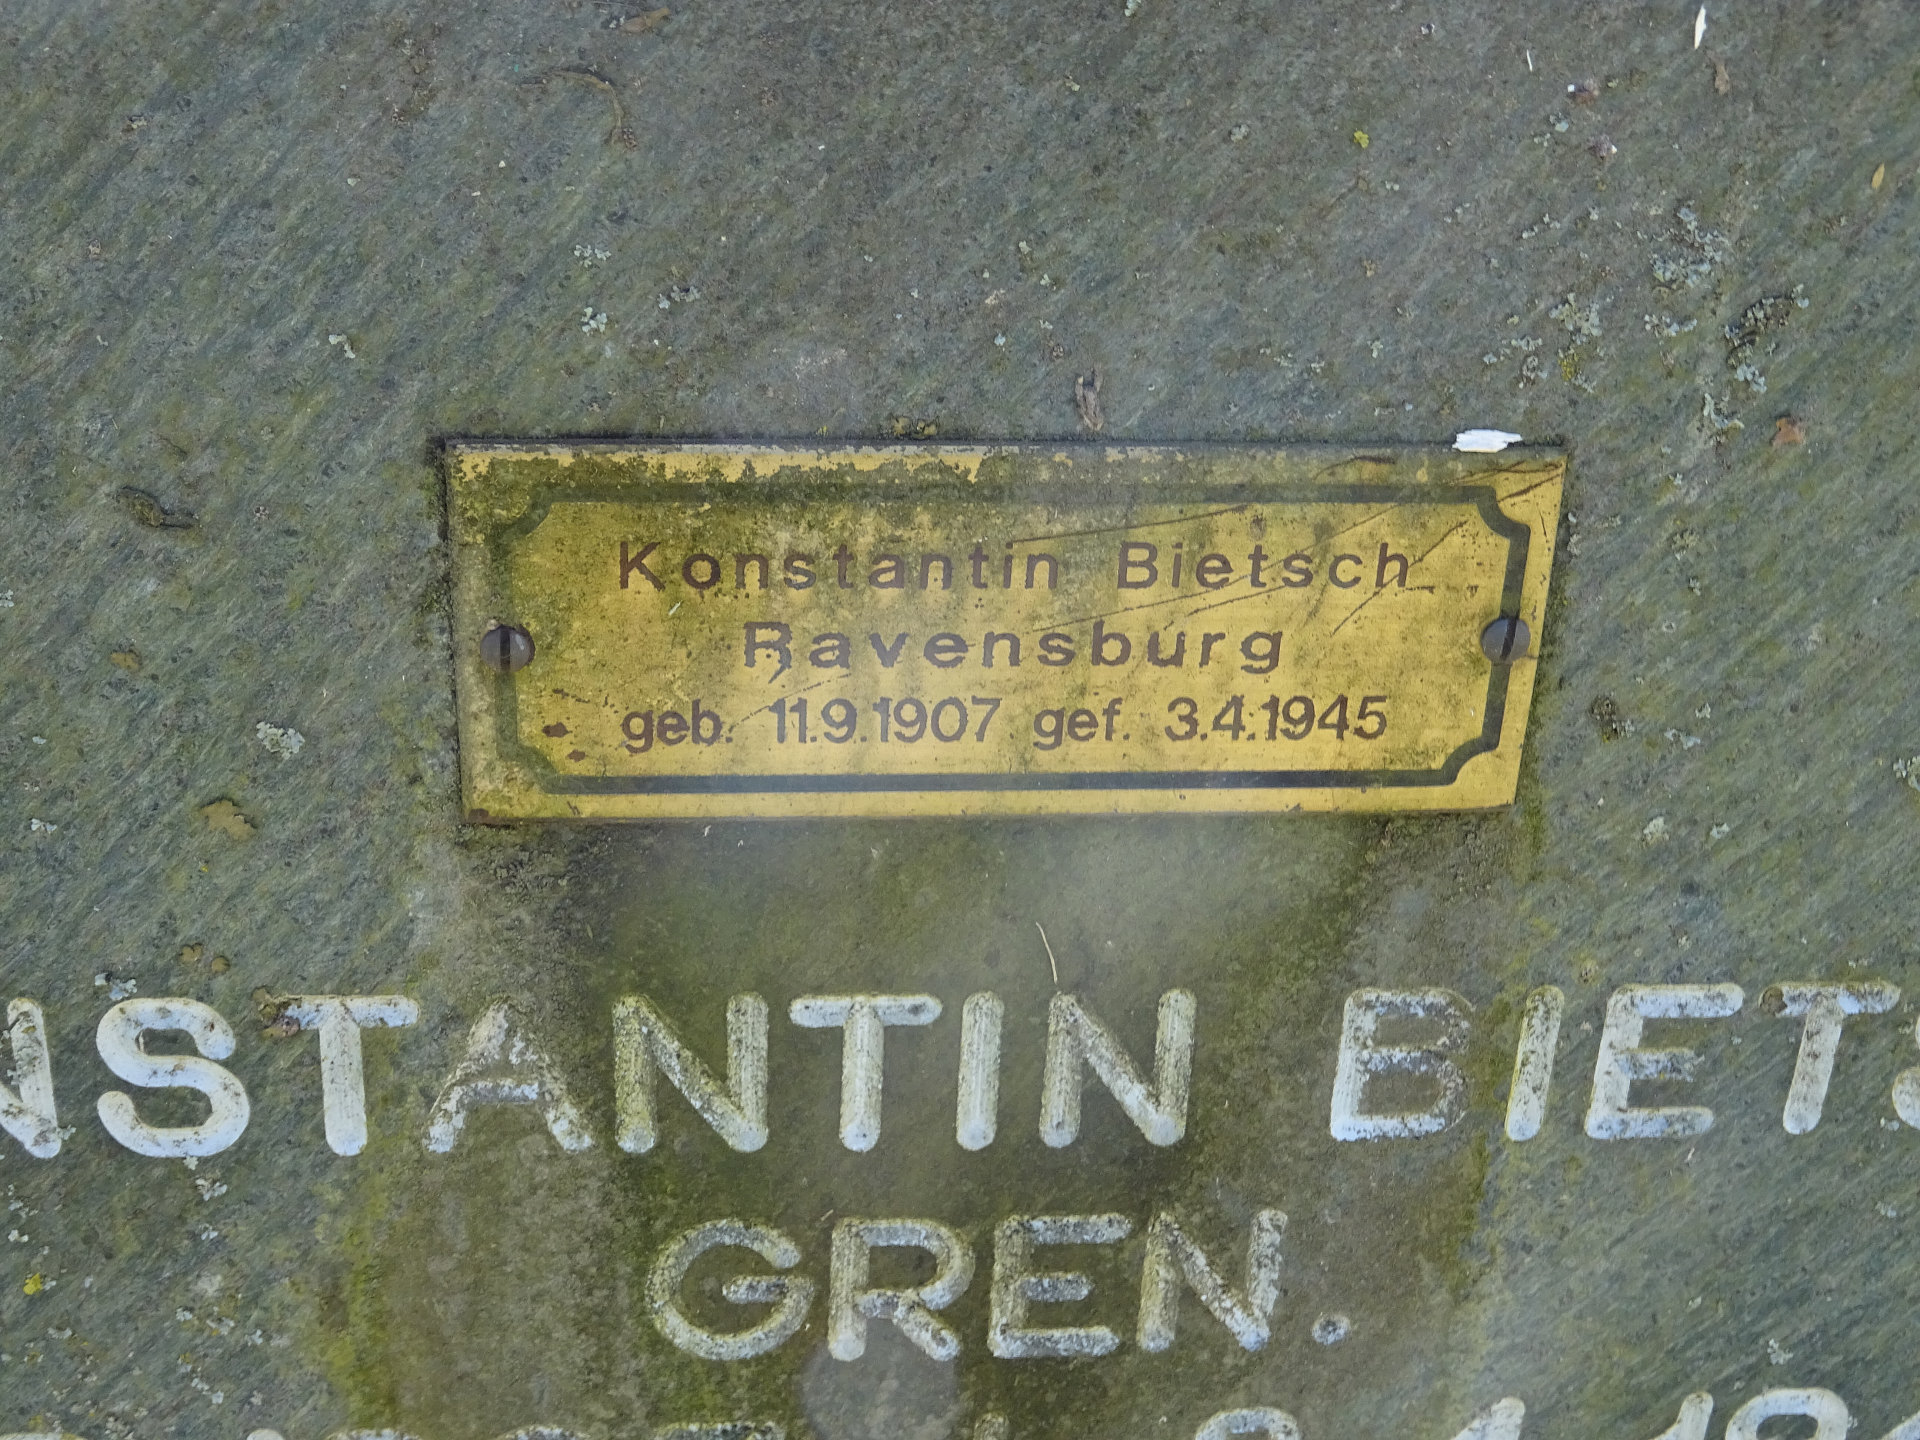 Konstantin Bietsch
Ravensburg
geb. 11.9.1907 gef. 3.4.1945
NSTANTIN BIETS
GREN.